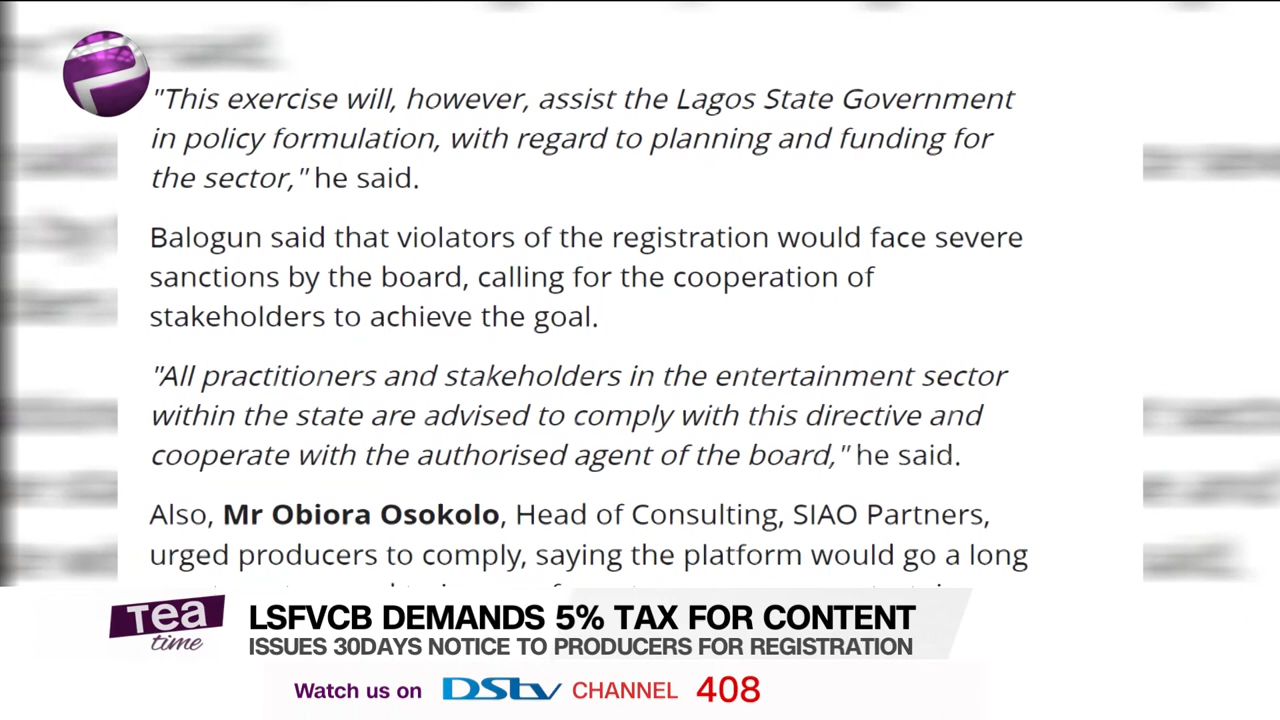 "This exercise will, however, assist the Lagos State Government
in policy formulation, with regard to planning and funding for
the sector," he said.
Balogun said that violators of the registration would face severe
sanctions by the board, calling for the cooperation of
stakeholders to achieve the goal.
"All practitioners and stakeholders in the entertainment sector
within the state are advised to comply with this directive and
cooperate with the authorised agent of the board," he said.
Also, Mr Obiora Osokolo, Head of Consulting, SIAO Partners,
urged producers to comply, saying the platform would go a long
Tea
time
LSFVCB DEMANDS 5% TAX FOR CONTENT
ISSUES 30DAYS NOTICE TO PRODUCERS FOR REGISTRATION
Watch us on DStv CHANNEL 408